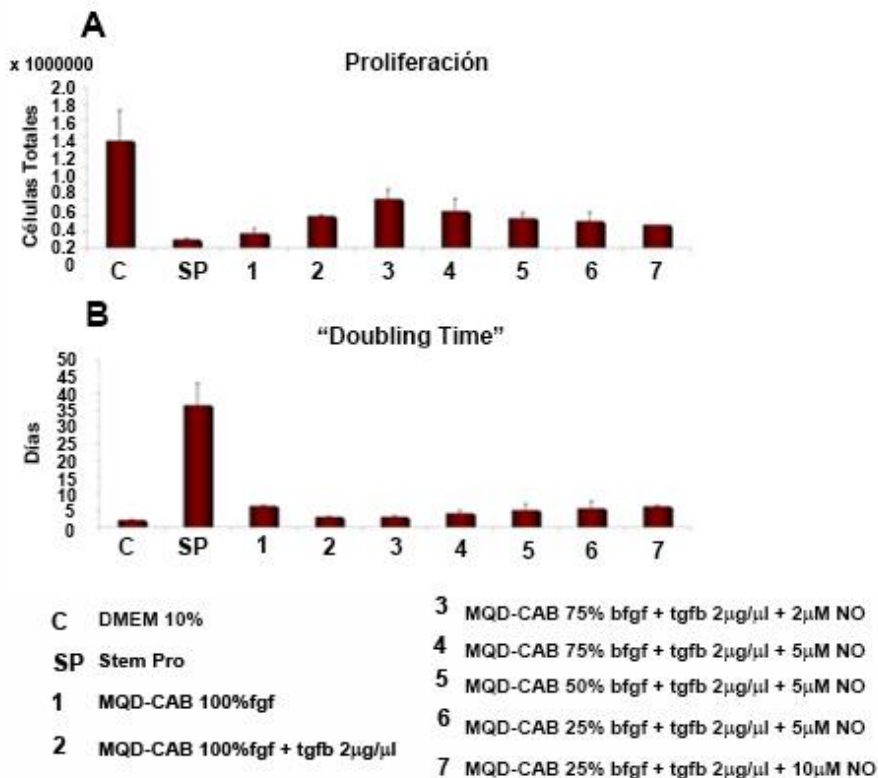 A
x 1000000
Proliferación
Células Totales
2.0
1.8
1.6
1.4
1.2
1.0
0.8
0.6
0.4
0.2
0
C SP 1 2 3 4 5 6 7
B
“Doubling Time”
Días
50
45
40
35
30
25
20
15
10
5
0
C SP 1 2 3 4 5 6 7
C DMEM 10%
SP Stem Pro
1 MQD-CAB 100%fgf
2 MQD-CAB 100%fgf + tgfb 2μg/μl
3 MQD-CAB 75% bfgf + tgfb 2μg/μl + 2μM NO
4 MQD-CAB 75% bfgf + tgfb 2μg/μl + 5μM NO
5 MQD-CAB 50% bfgf + tgfb 2μg/μl + 5μM NO
6 MQD-CAB 25% bfgf + tgfb 2μg/μl + 5μM NO
7 MQD-CAB 25% bfgf + tgfb 2μg/μl + 10μM NO